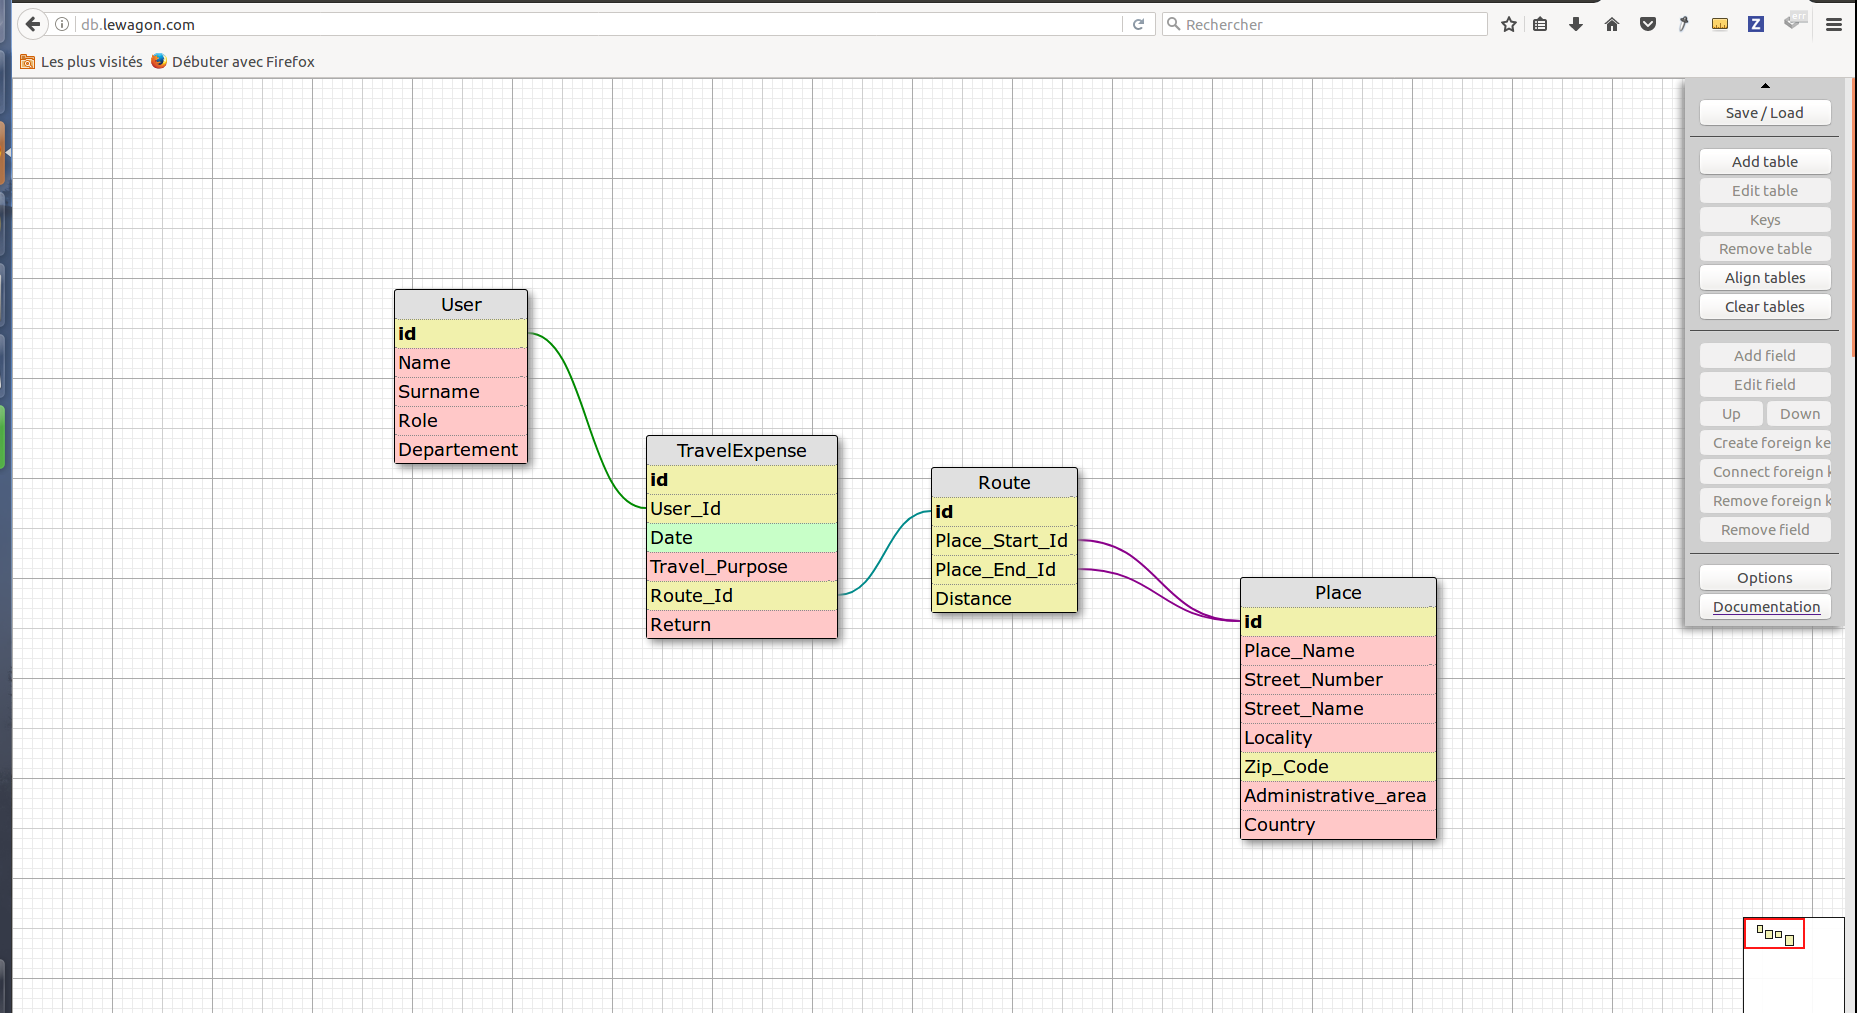 db.lewagon.com
Rechercher
err
Z
Les plus visités
Débuter avec Firefox
Save / Load
Add table
Edit table
Keys
Remove table
Align tables
Clear tables
Add field
Edit field
Up
Down
Create foreign ke
Connect foreign k
Remove foreign k
Remove field
Options
Documentation
User
id
Name
Surname
Role
Departement
TravelExpense
id
User_Id
Date
Travel_Purpose
Route_Id
Return
Route
id
Place_Start_Id
Place_End_Id
Distance
Place
id
Place_Name
Street_Number
Street_Name
Locality
Zip_Code
Administrative_area
Country